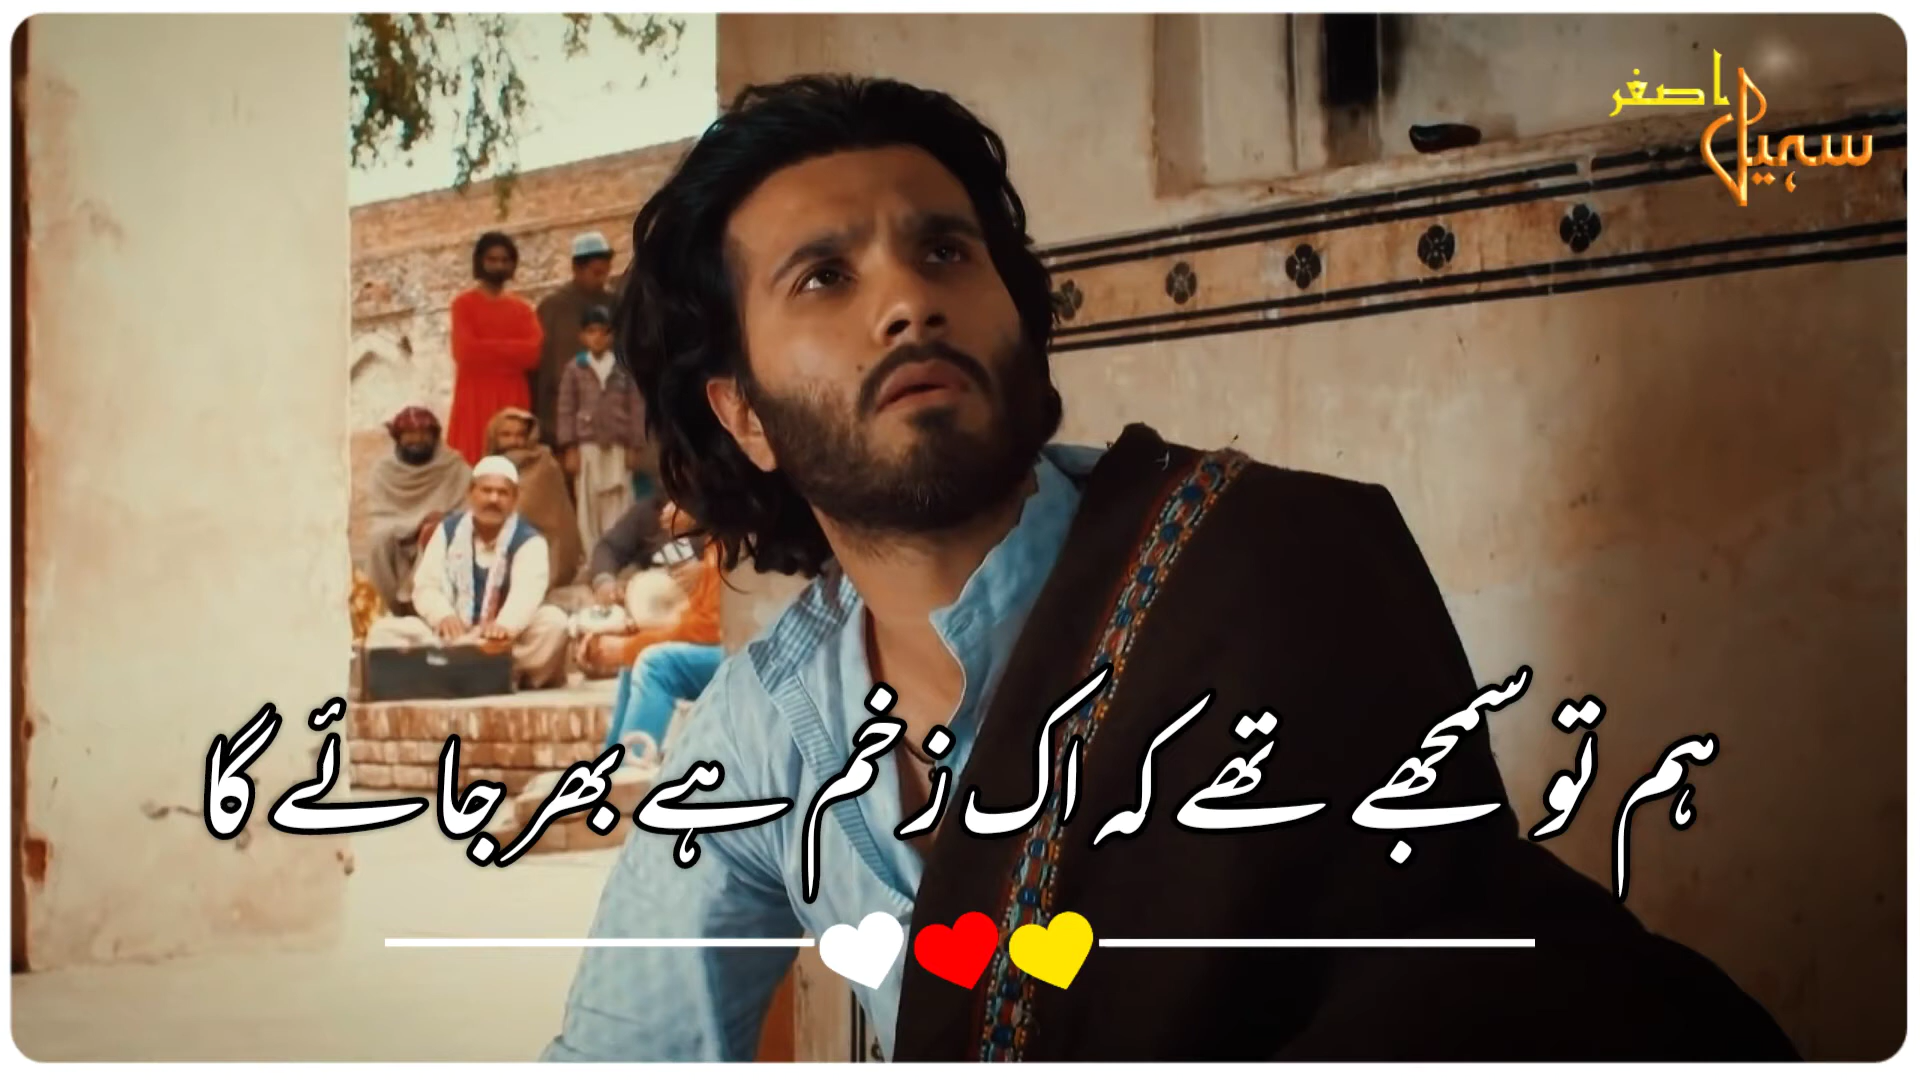 سہیل اصغر
ہم تو سمجھے تھے کہ اک زخم ہے بھر جائے گا